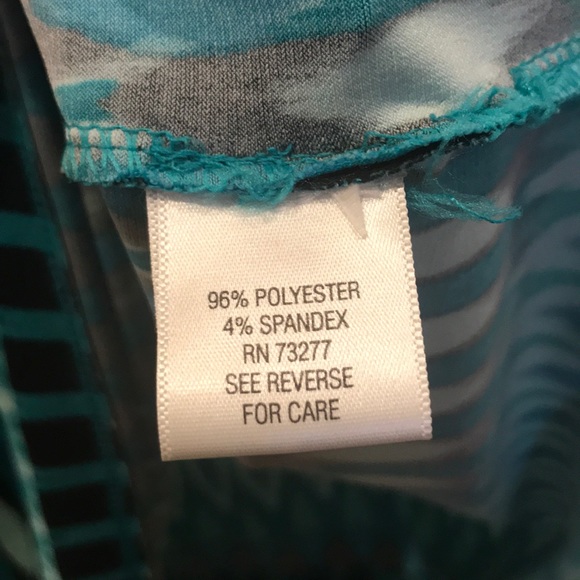 96% POLYESTER
4% SPANDEX
RN 73277
SEE REVERSE
FOR CARE